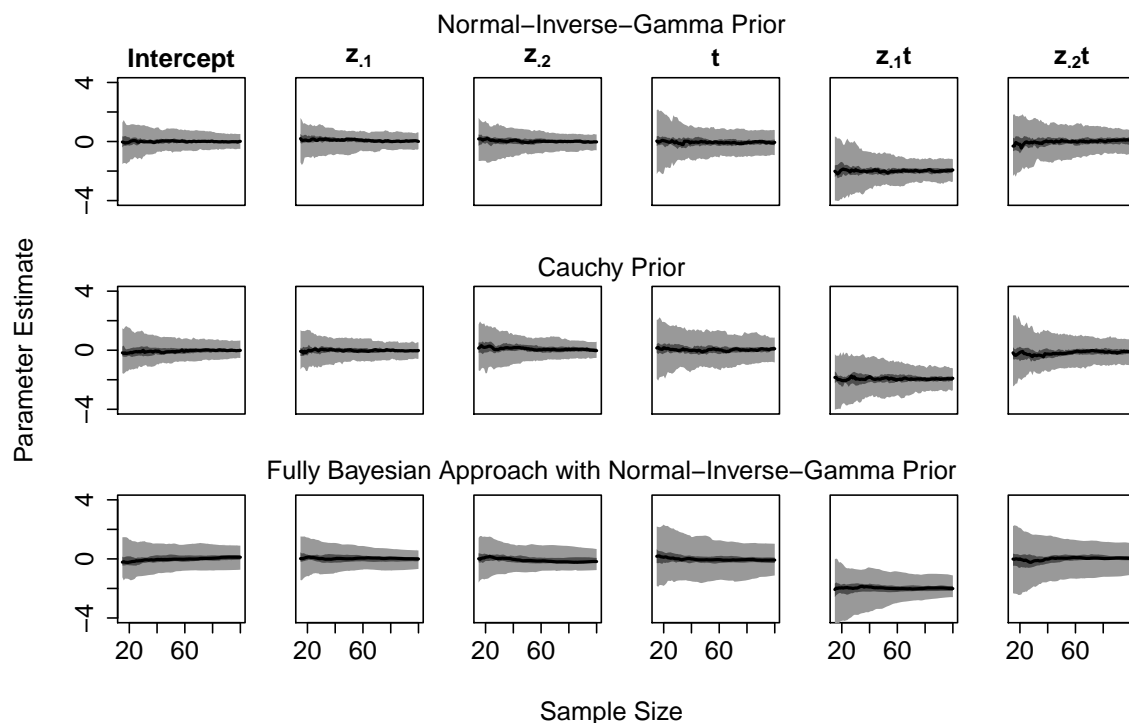 Normal−Inverse−Gamma Prior
Intercept z.1 z.2 t z.1t z.2t
4
0
−4
Cauchy Prior
4
0
−4
Parameter Estimate
Fully Bayesian Approach with Normal−Inverse−Gamma Prior
4
0
−4
20 60 20 60 20 60 20 60 20 60 20 60
Sample Size